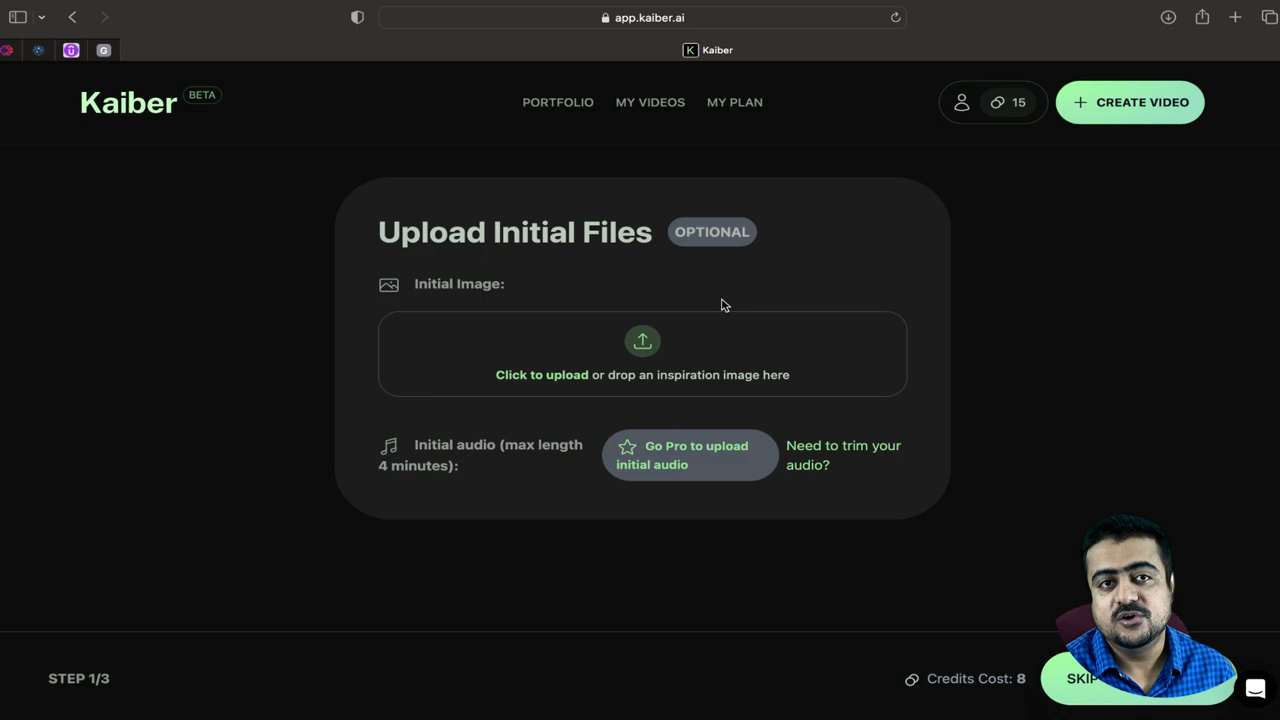 app.kaiber.ai
G
K Kaiber
Kaiber BETA
PORTFOLIO MY VIDEOS MY PLAN
15
+ CREATE VIDEO
Upload Initial Files OPTIONAL
Initial Image:
Click to upload or drop an inspiration image here
Initial audio (max length
4 minutes):
Go Pro to upload
initial audio
Need to trim your
audio?
STEP 1/3
Credits Cost: 8
SKIP